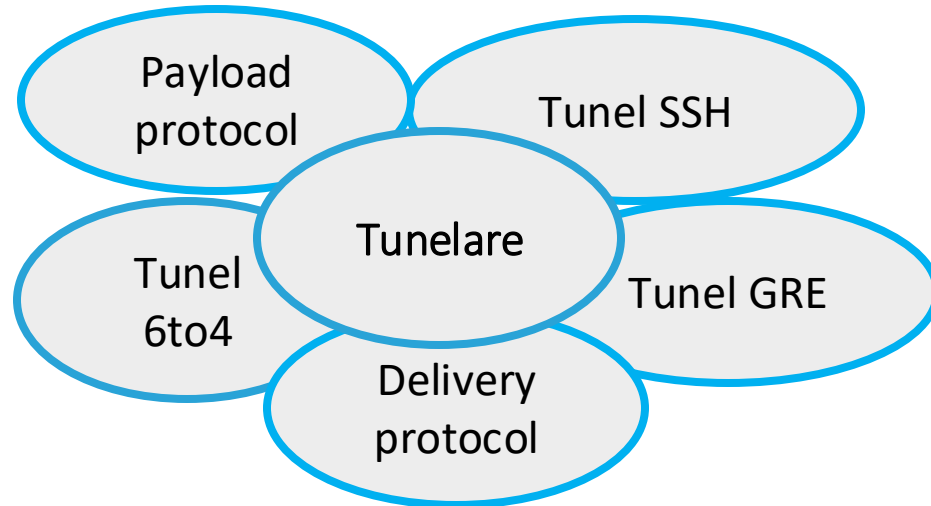 Payload
protocol
Tunel SSH
Tunelare
Tunel
6to4
Tunel GRE
Delivery
protocol